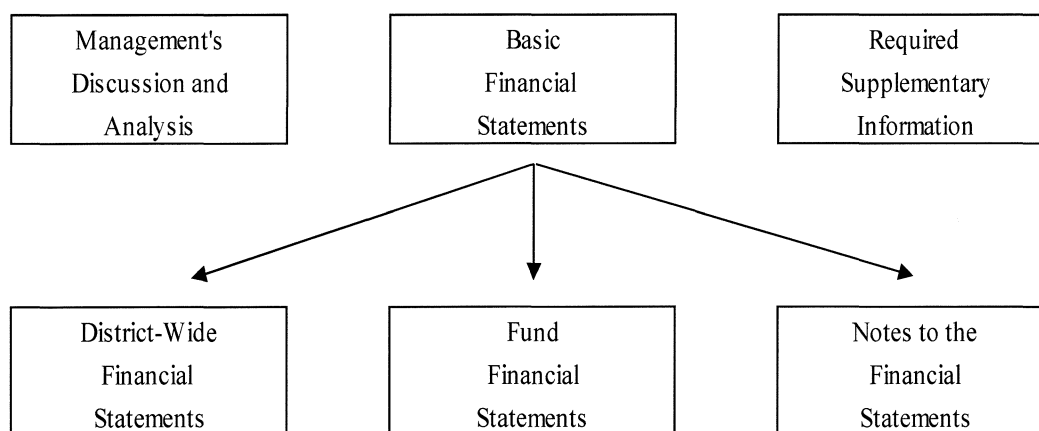 Management's
Discussion and
Analysis
Basic
Financial
Statements
Required
Supplementary
Information
District-Wide
Financial
Statements
Fund
Financial
Statements
Notes to the
Financial
Statements